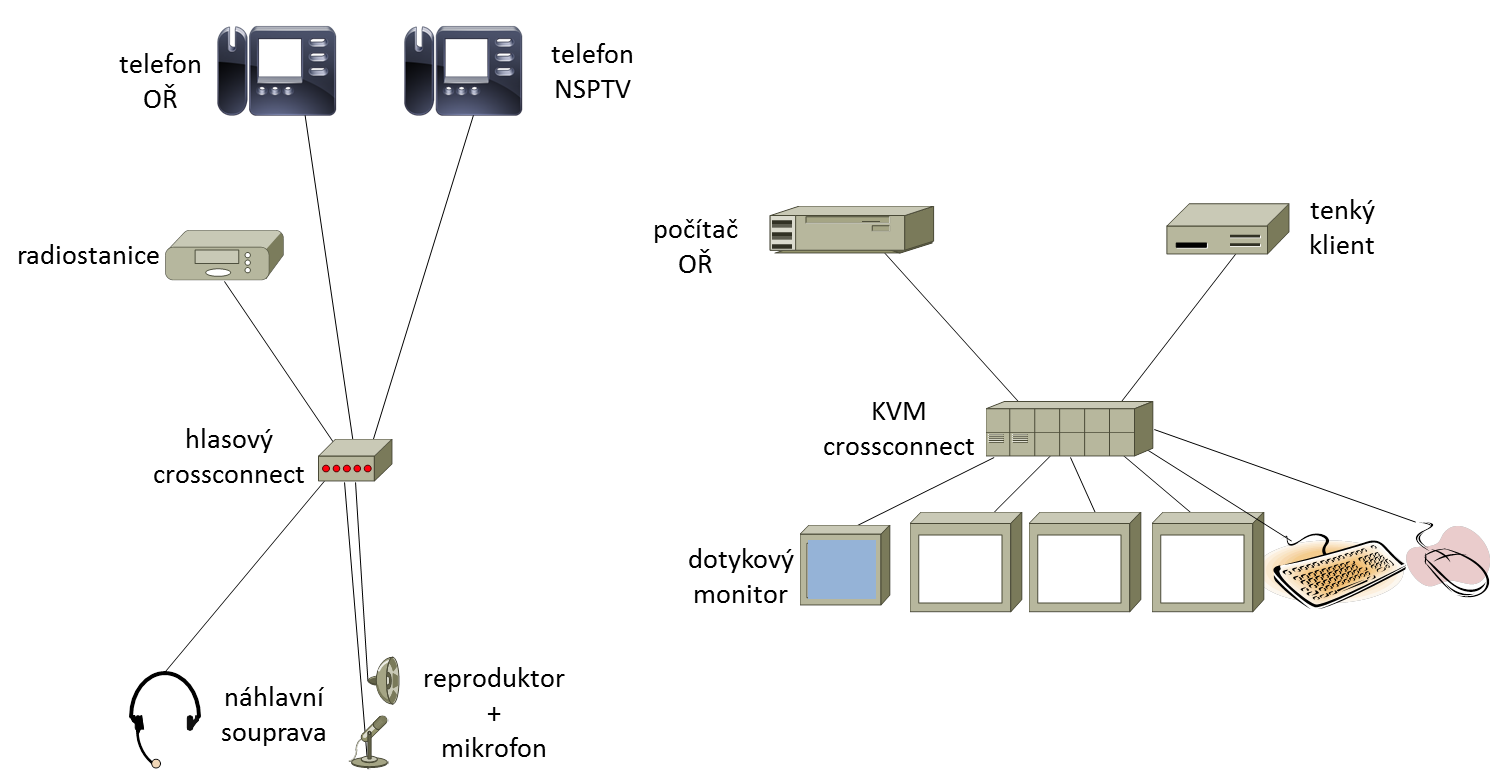 telefon
OŘ
telefon
NSPTV
radiostanice
počítač
OŘ
tenký
klient
hlasový
crossconnect
KVM
crossconnect
dotykový
monitor
náhlavní
souprava
reproduktor
+
mikrofon